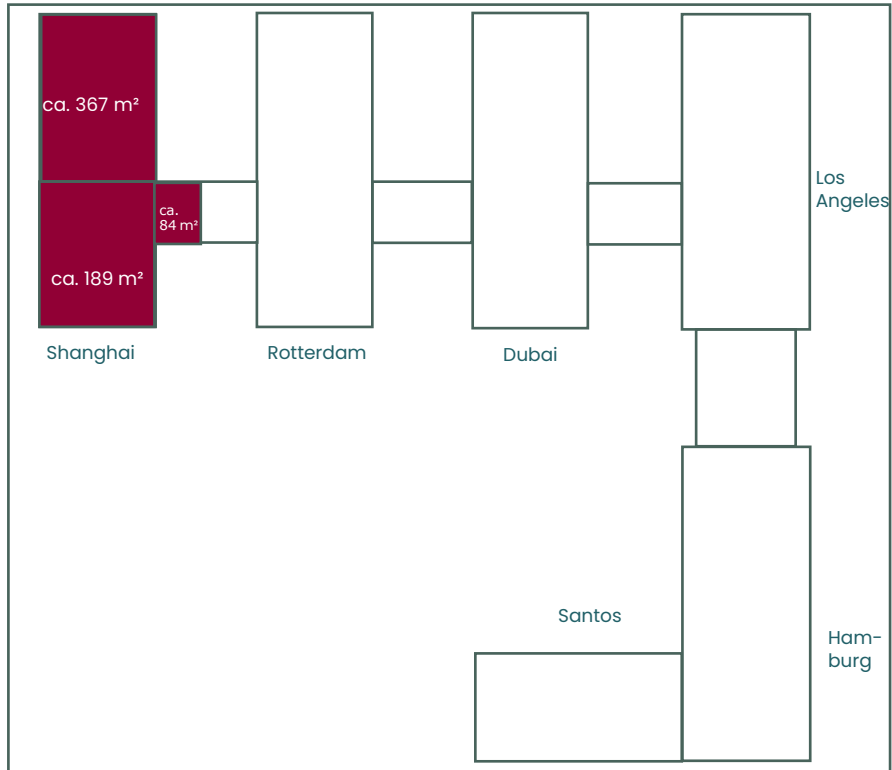 ca. 367 m²
ca.
84 m²
ca. 189 m²
Los
Angeles
Shanghai
Rotterdam
Dubai
Santos
Ham-
burg